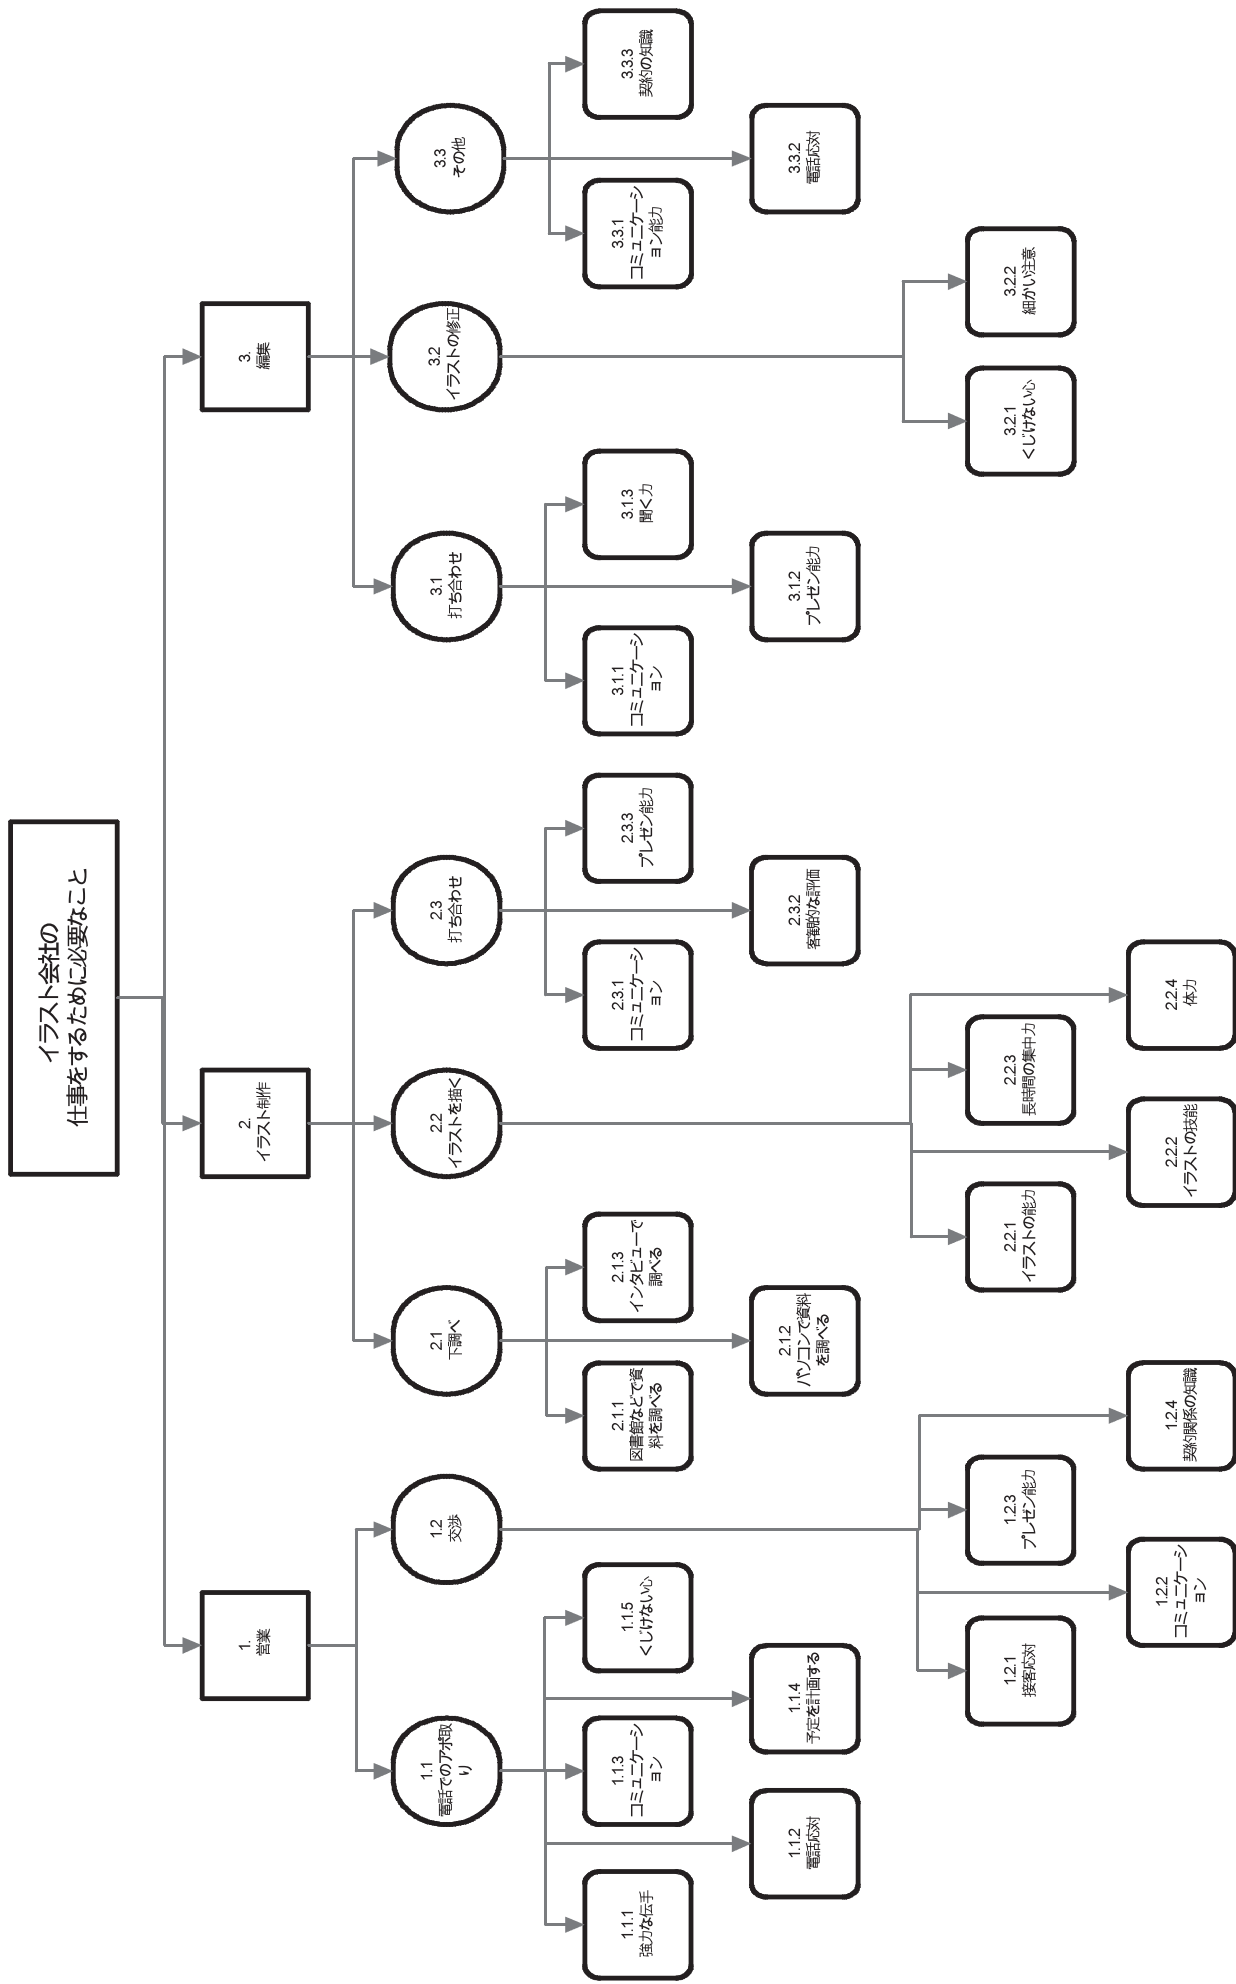 イラスト会社の
仕事をするために必要なこと
1.
営業
2.
イラスト制作
3.
編集
1.1
電話でのアポ取
り
1.2
交渉
2.1
下調べ
2.2
イラストを描く
2.3
打ち合わせ
3.1
打ち合わせ
3.2
イラストの修正
3.3
その他
1.1.1
強力な伝手
1.1.2
電話応対
1.1.3
コミュニケーシ
ョン
1.1.4
予定を計画する
1.1.5
くじけない心
1.2.1
接客応対
1.2.2
コミュニケーシ
ョン
1.2.3
プレゼン能力
1.2.4
契約関係の知識
2.1.1
図書館などで資
料を調べる
2.1.2
パソコンで資料
を調べる
2.1.3
インタビューで
調べる
2.2.1
イラストの能力
2.2.2
イラストの技能
2.2.3
長時間の集中力
2.2.4
体力
2.3.1
コミュニケーシ
ョン
2.3.2
客観的な評価
2.3.3
プレゼン能力
3.1.1
コミュニケーシ
ョン
3.1.2
プレゼン能力
3.1.3
聞く力
3.2.1
くじけない心
3.2.2
細かい注意
3.3.1
コミュニケーシ
ョン能力
3.3.2
電話応対
3.3.3
契約の知識